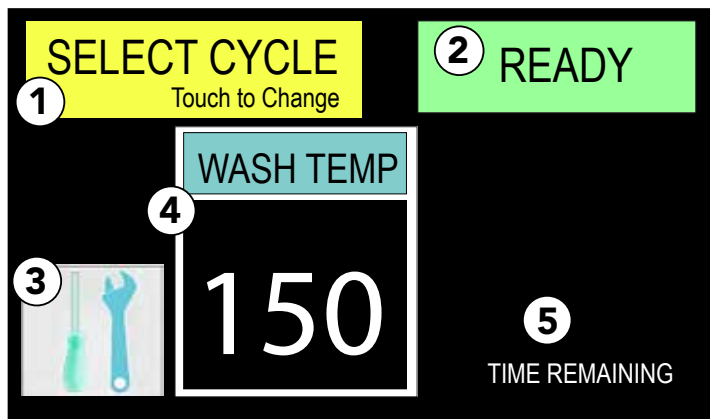 SELECT CYCLE
Touch to Change
1
2
READY
WASH TEMP
4
150
3
5
TIME REMAINING